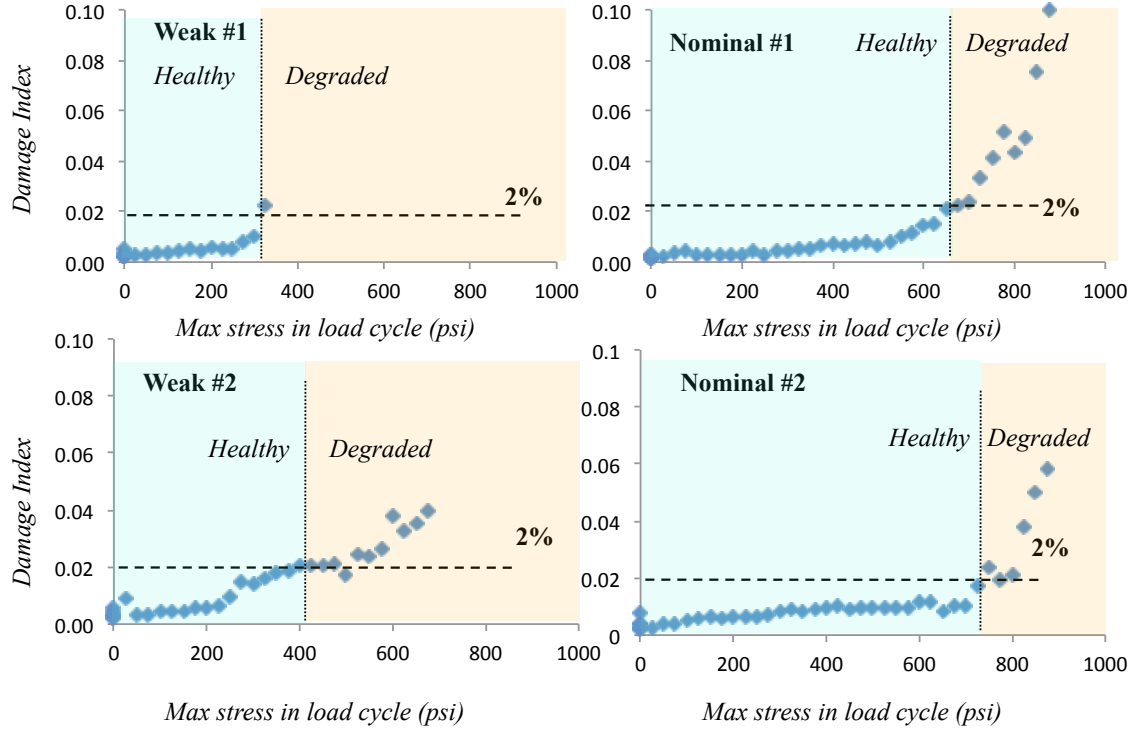 0.10
Weak #1
Healthy
Degraded
0.08
0.06
0.04
0.02
0.00
2%
Damage Index
0
200
400
600
800
1000
Max stress in load cycle (psi)
0.10
Nominal #1
Healthy
Degraded
0.08
0.06
0.04
0.02
0.00
2%
0
200
400
600
800
1000
Max stress in load cycle (psi)
0.10
Weak #2
Healthy
Degraded
0.08
0.06
0.04
0.02
0.00
2%
Damage Index
0
200
400
600
800
1000
Max stress in load cycle (psi)
0.1
Nominal #2
Healthy
Degraded
0.08
0.06
0.04
0.02
0
2%
0
200
400
600
800
1000
Max stress in load cycle (psi)